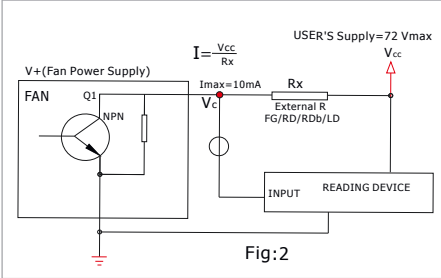 USER'S Supply=72 Vmax
Vcc
I=Vcc/Rx
V+(Fan Power Supply)
Imax=10mA
Rx
FAN
Q1
Vc
External R
FG/RD/RDb/LD
NPN
INPUT
READING DEVICE
Fig:2